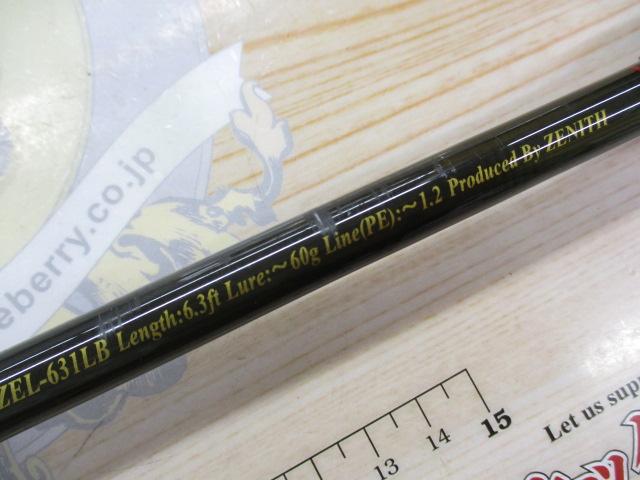 ZEL-631LB Length:6.3ft Lure:~60g Line(PE):~1.2 Produced By ZENITH
eberry.co.jp
13 14 15
Let us supp